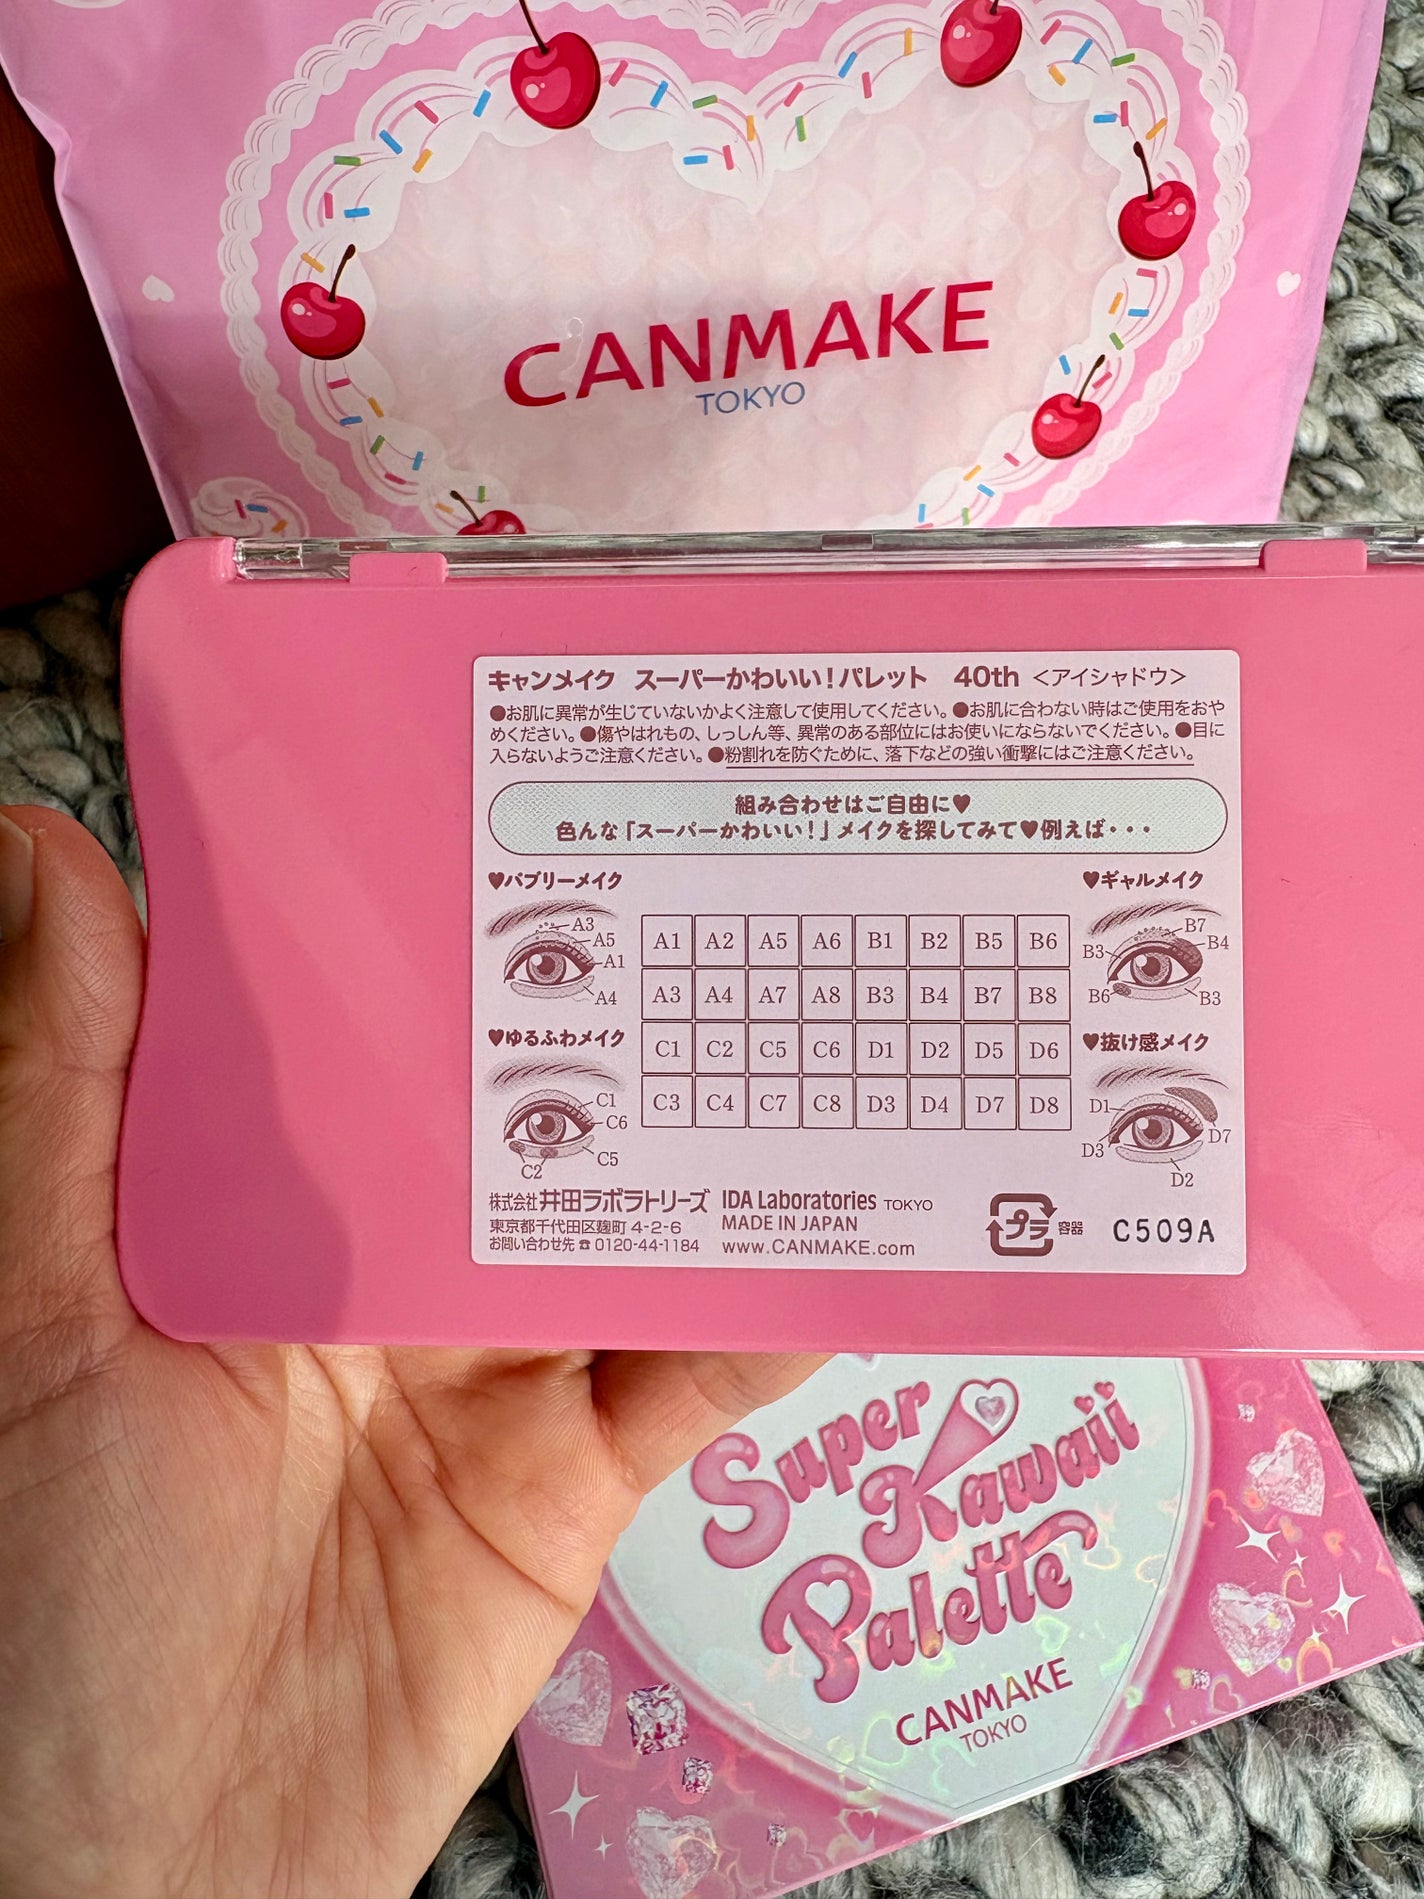 CANMAKE
TOKYO
キャンメイク スーパーかわいい!パレット 40th <アイシャドウ>
●お肌に異常が生じていないかよく注意して使用してください。●お肌に合わない時はご使用をおや
めください。●傷やはれもの、しっしん等、異常のある部位にはお使いにならないでください。●目に
入らないようご注意ください。●粉割れを防ぐために、落下などの強い衝撃にはご注意ください。
組み合わせはご自由に♥
色んな「スーパーかわいい!」メイクを探してみて♥例えば・・・
♥バブリーメイク
A3
A5
A1
A4
♥ゆるふわメイク
C1
C6
C5
C2
A1 A2 A5 A6 B1 B2 B5 B6
A3 A4 A7 A8 B3 B4 B7 B8
C1 C2 C5 C6 D1 D2 D5 D6
C3 C4 C7 C8 D3 D4 D7 D8
♥ギャルメイク
B7
B4
B3
B6
B3
♥抜け感メイク
D1
D7
D3
D2
株式会社井田ラボラトリーズ
東京都千代田区麹町 4-2-6
お問い合わせ先 ☎ 0120-44-1184
IDA Laboratories TOKYO
MADE IN JAPAN
www.CANMAKE.com
プラ 容器
C509A
Super
Kawaii
Palette
CANMAKE
TOKYO